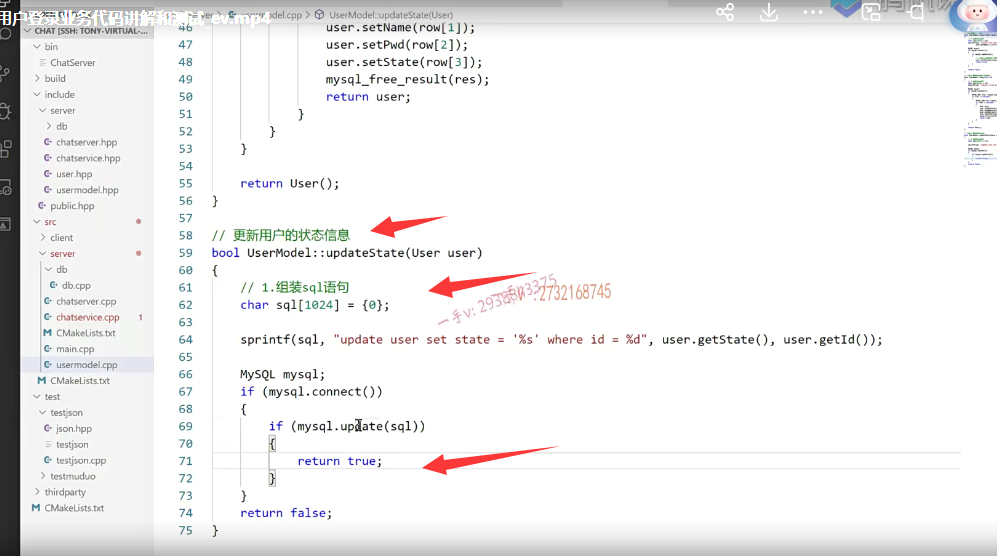 用户登录业务代码讲解和测试_ev.mp4
model.cpp > UserModel::updateState(User)
CHAT [SSH: TONY-VIRTUAL-...
bin
ChatServer
build
include
server
db
chatserver.hpp
chatservice.hpp
user.hpp
usermodel.hpp
public.hpp
src
client
server
db
db.cpp
chatserver.cpp
chatservice.cpp 1
CMakeLists.txt
main.cpp
usermodel.cpp
CMakeLists.txt
test
testjson
json.hpp
testjson
testjson.cpp
testmuduo
thirdparty
CMakeLists.txt
46 user.setName(row[1]);
47 user.setPwd(row[2]);
48 user.setState(row[3]);
49 mysql_free_result(res);
50 return user;
51 }
52 }
53 }
54
55 return User();
56 }
57
58 // 更新用户的状态信息
59 bool UserModel::updateState(User user)
60 {
61 // 1.组装sql语句
62 char sql[1024] = {0};
63
64 sprintf(sql, "update user set state = '%s' where id = %d", user.getState(), user.getId());
65
66 MySQL mysql;
67 if (mysql.connect())
68 {
69 if (mysql.update(sql))
70 {
71 return true;
72 }
73 }
74 return false;
75 }
:2732168745